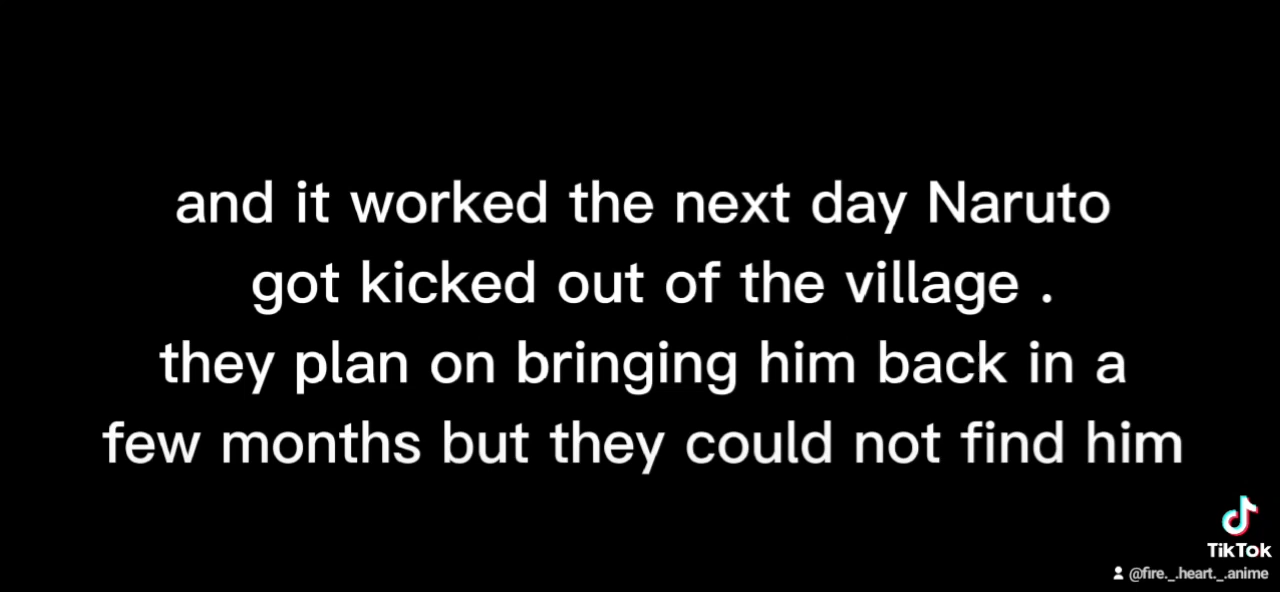 and it worked the next day Naruto
got kicked out of the village .
they plan on bringing him back in a
few months but they could not find him
TikTok
@fire._.heart._.anime